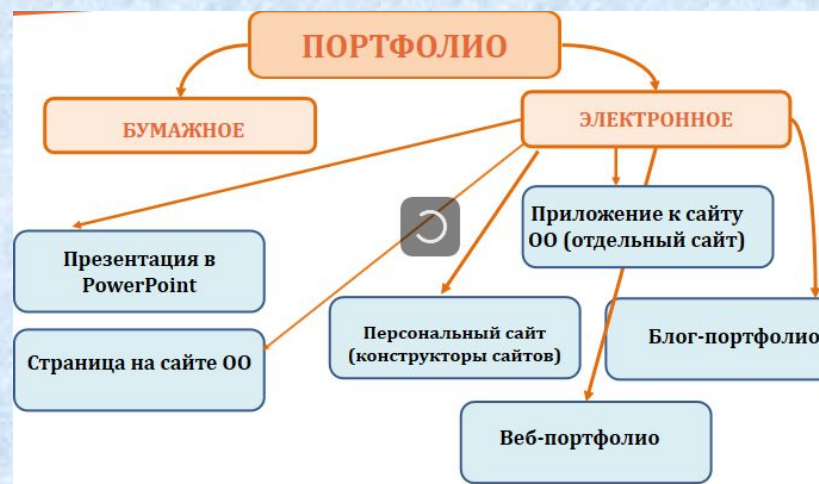 ПОРТФОЛИО
БУМАЖНОЕ
ЭЛЕКТРОННОЕ
Приложение к сайту
ОО (отдельный сайт)
Презентация в
PowerPoint
Персональный сайт
(конструкторы сайтов)
Блог-портфолио
Страница на сайте ОО
Веб-портфолио